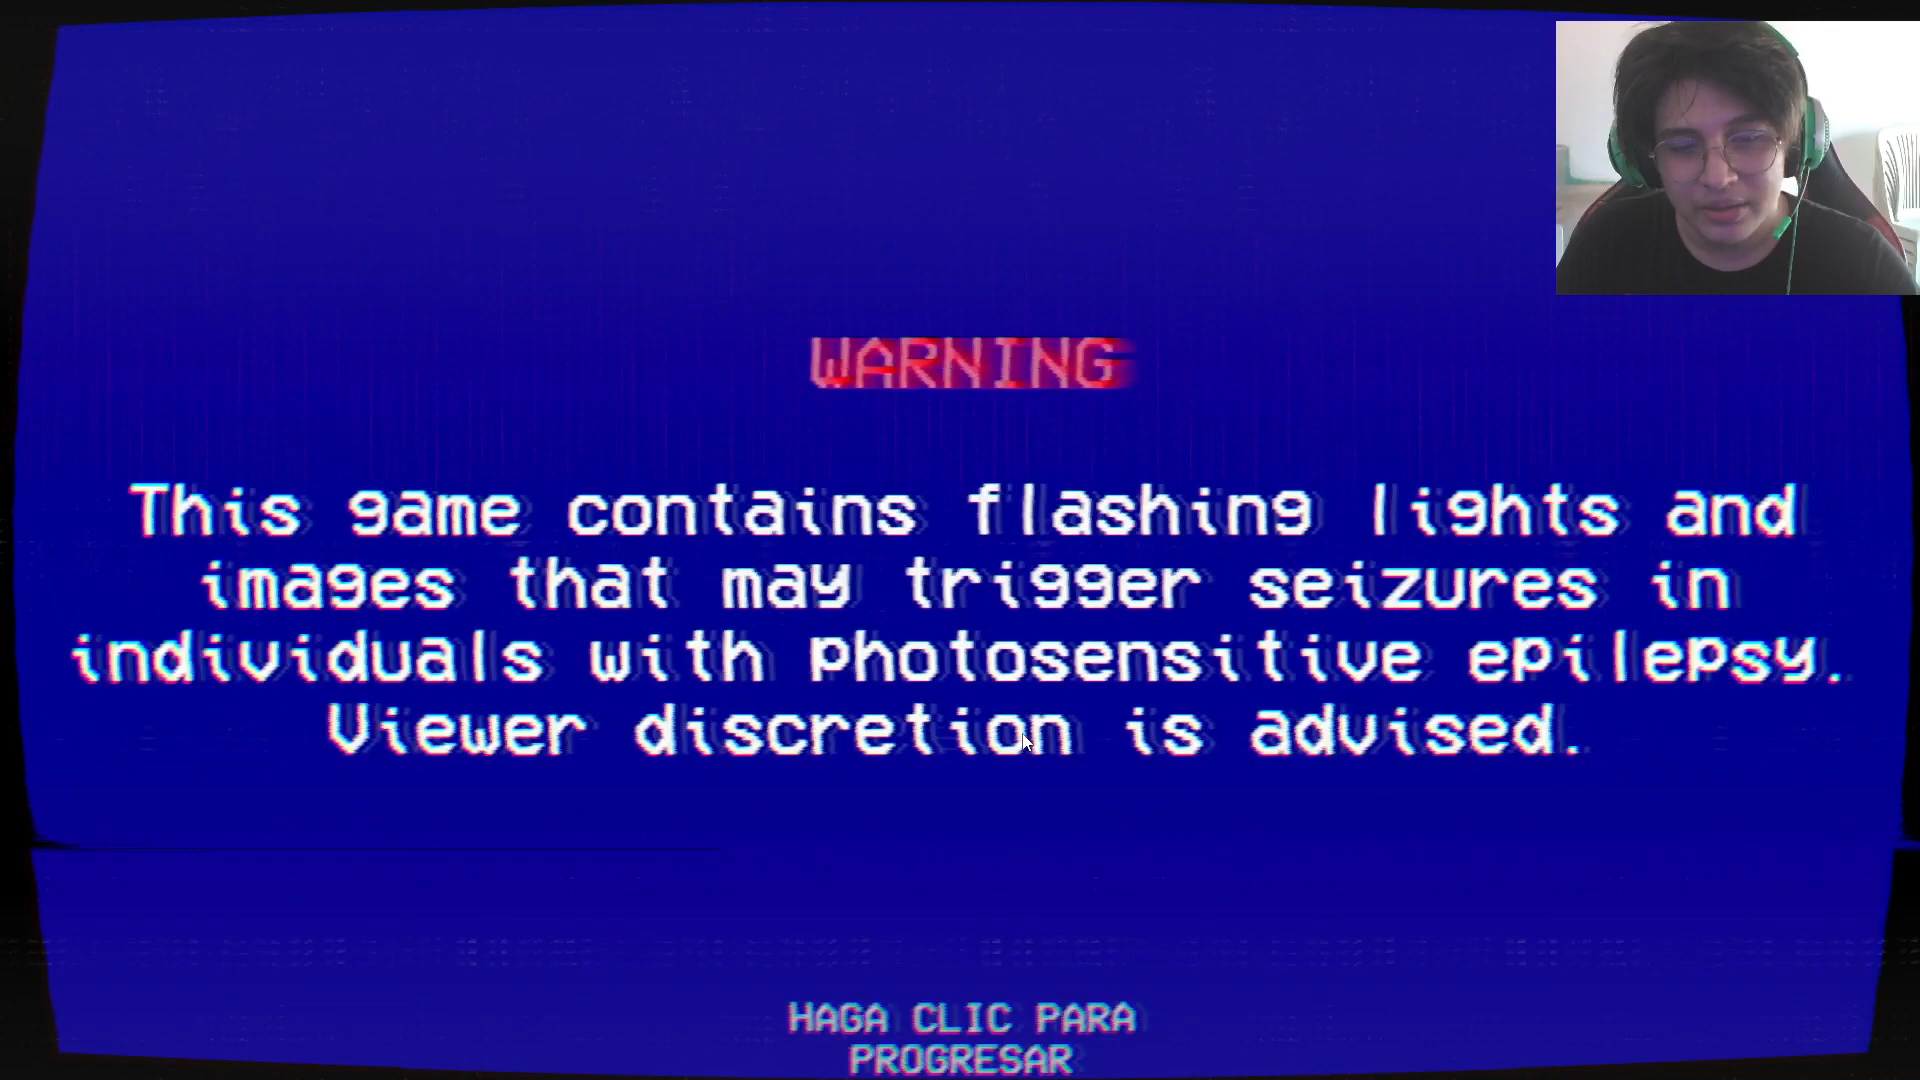 WARNING
This game contains flashing lights and
images that may trigger seizures in
individuals with photosensitive epilepsy.
Viewer discretion is advised.
HAGA CLIC PARA
PROGRESAR